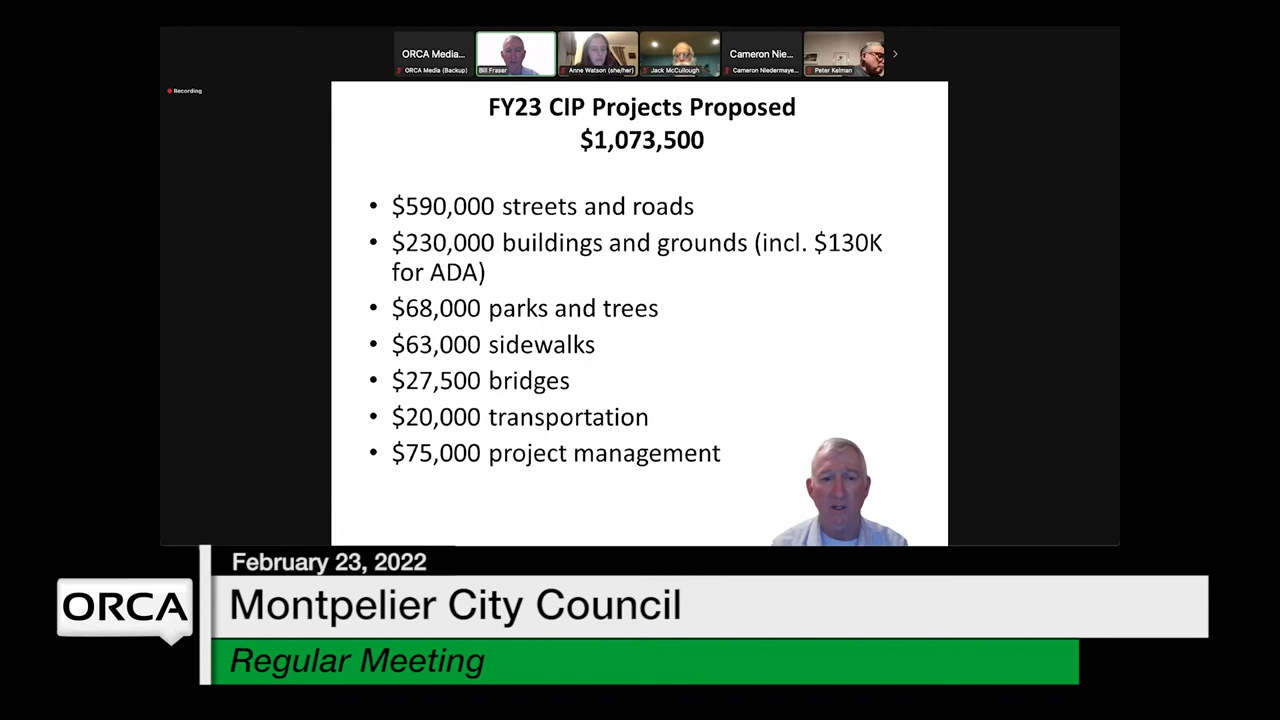 ORCA Media...
Cameron Nie...
ORCA Media (Backup)
Bill Fraser
Anne Watson (she/her)
Jack McCullough
Cameron Niedermaye...
Peter Kelman
Recording
FY23 CIP Projects Proposed
$1,073,500
• $590,000 streets and roads
• $230,000 buildings and grounds (incl. $130K
for ADA)
• $68,000 parks and trees
• $63,000 sidewalks
• $27,500 bridges
• $20,000 transportation
• $75,000 project management
February 23, 2022
ORCA
Montpelier City Council
Regular Meeting